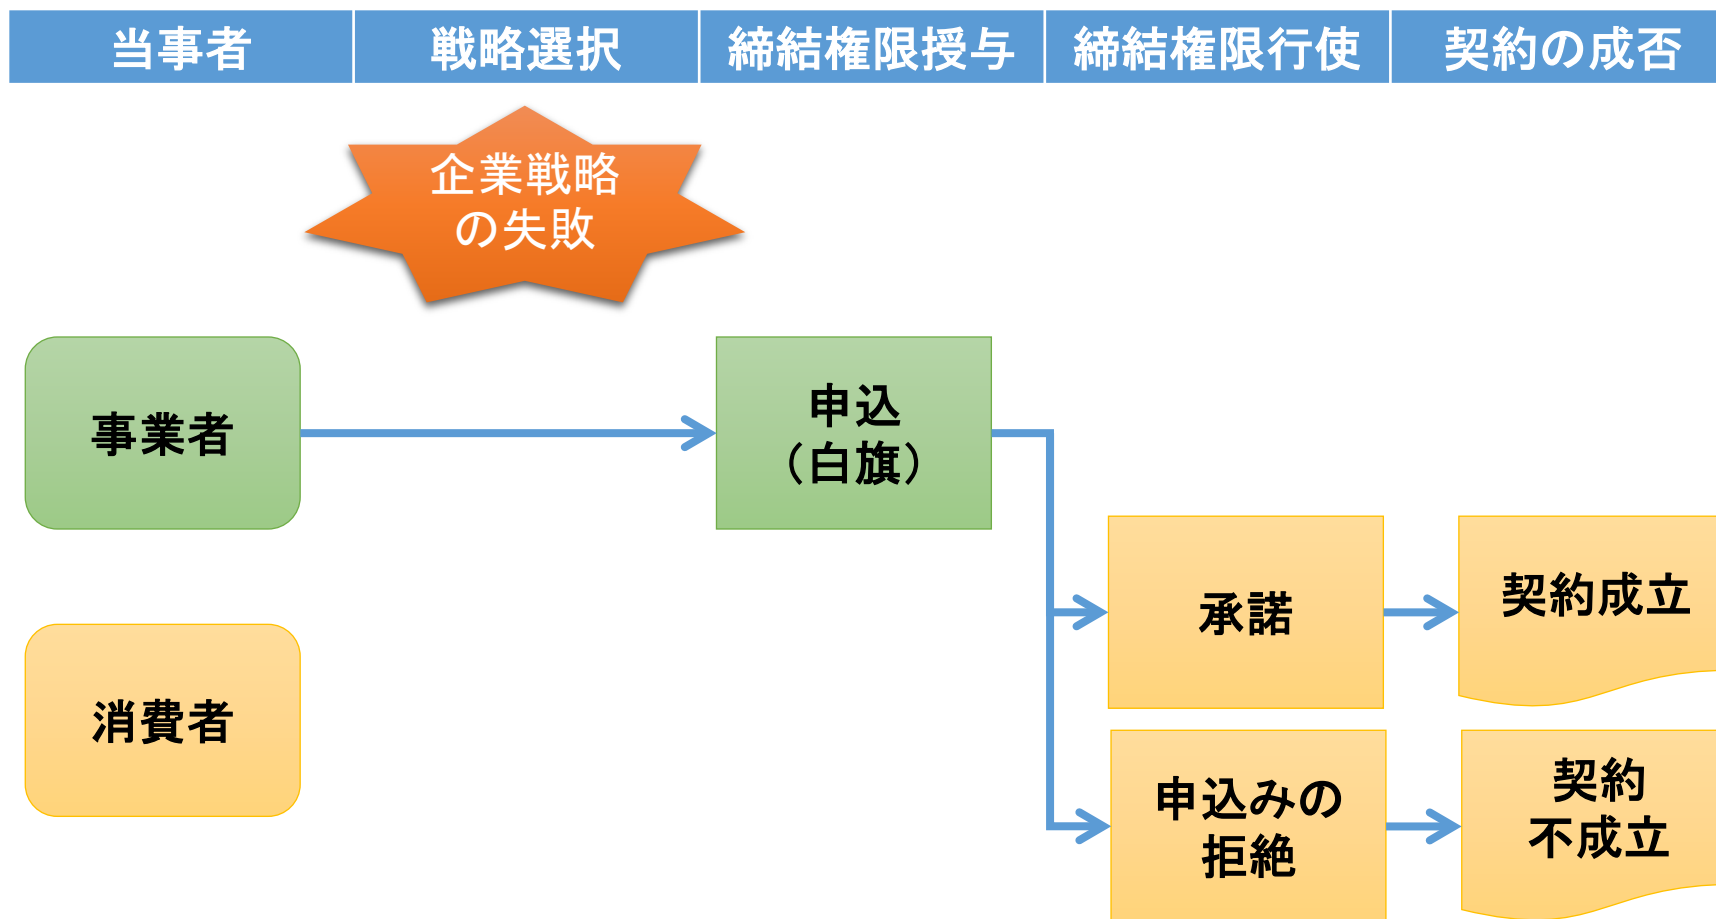 当事者
戦略選択
締結権限授与
締結権限行使
契約の成否
企業戦略
の失敗
事業者
申込
（白旗）
承諾
契約成立
消費者
申込みの
拒絶
契約
不成立